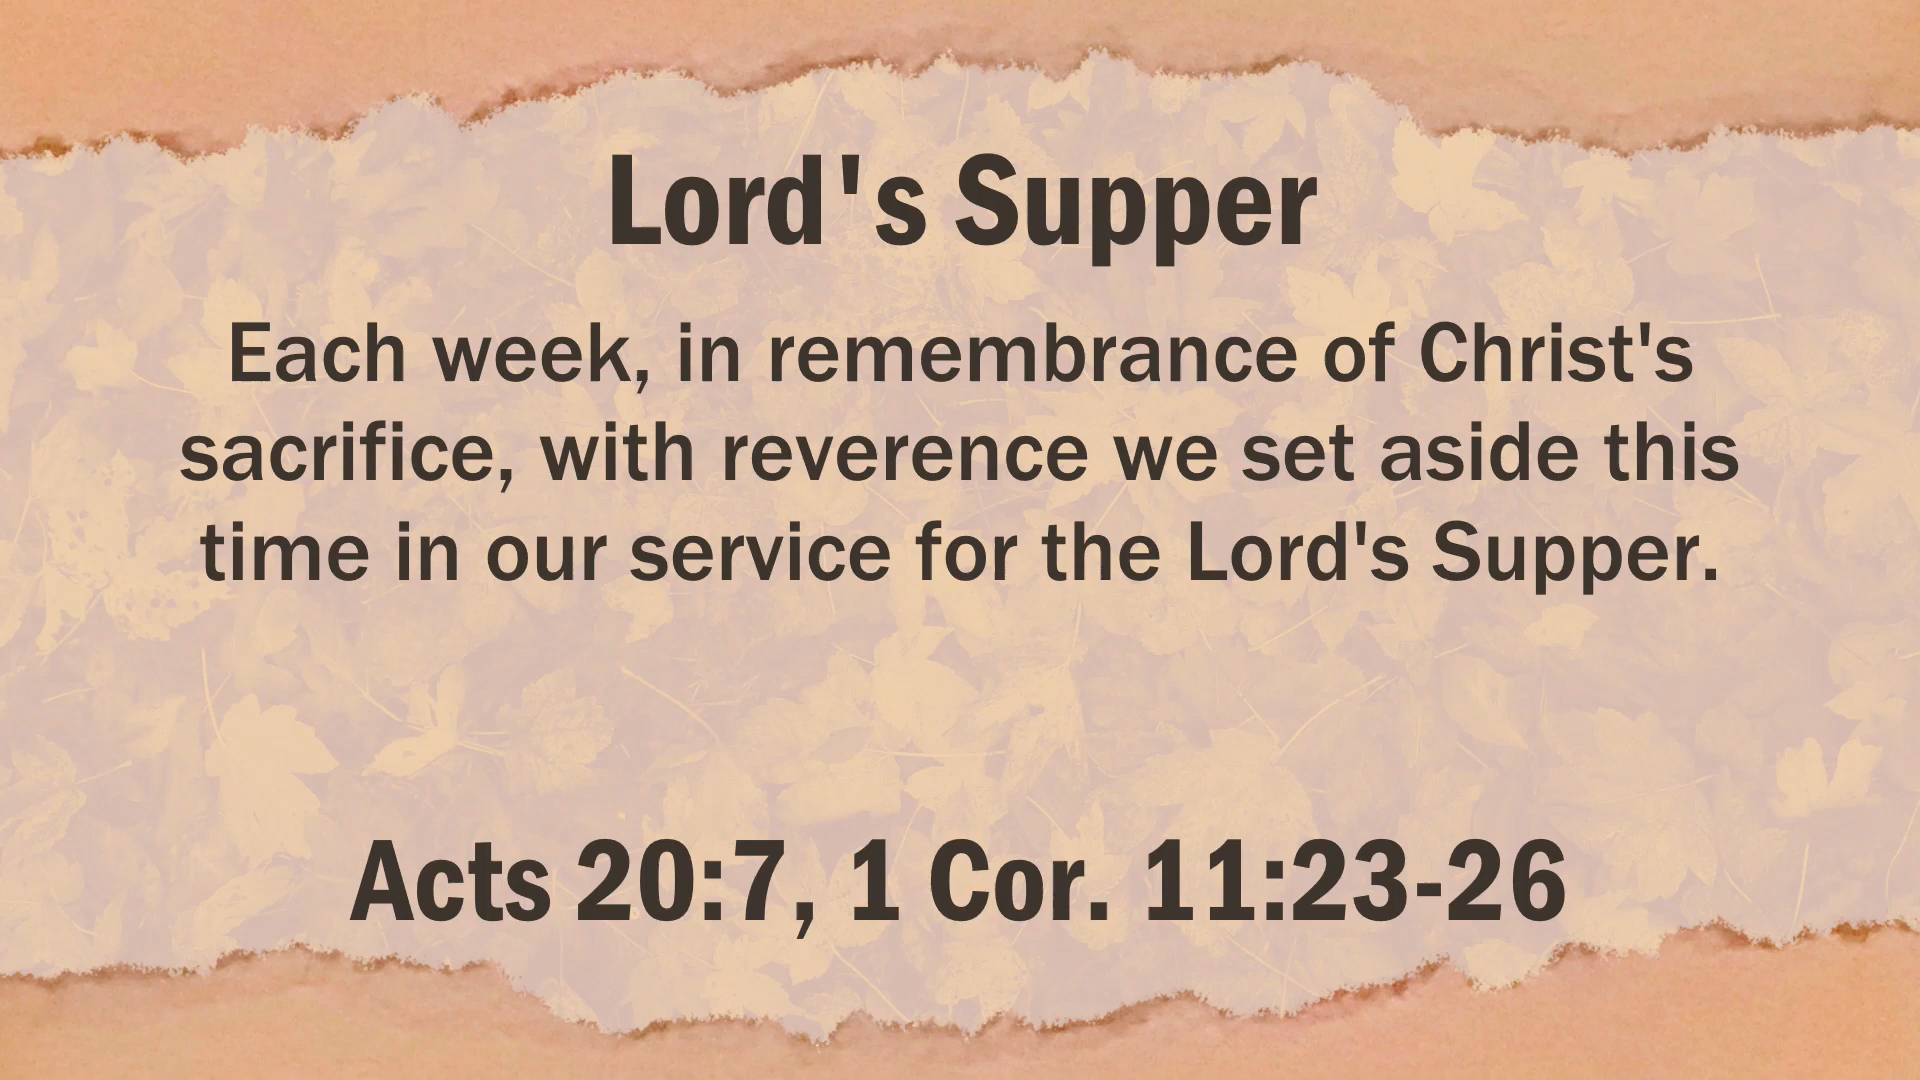 Lord's Supper
Each week, in remembrance of Christ's
sacrifice, with reverence we set aside this
time in our service for the Lord's Supper.
Acts 20:7, 1 Cor. 11:23-26